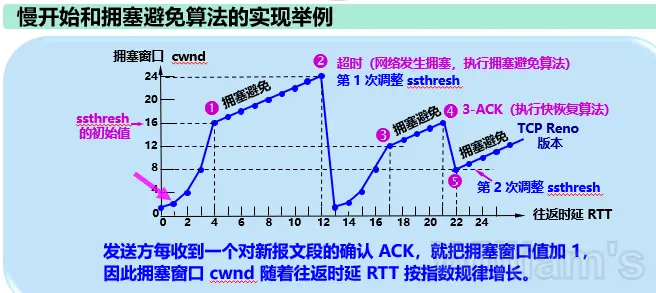 慢开始和拥塞避免算法的实现举例
拥塞窗口 cwnd
② 超时（网络发生拥塞，执行拥塞避免算法）
第 1 次调整 ssthresh
24
20
16
12
8
4
0
ssthresh
的初始值
①
拥塞避免
③
拥塞避免
④
3-ACK（执行快恢复算法）
拥塞避免
TCP Reno
版本
⑤
第 2 次调整 ssthresh
0 2 4 6 8 10 12 14 16 18 20 22 24
往返时延 RTT
发送方每收到一个对新报文段的确认 ACK，就把拥塞窗口值加 1，
因此拥塞窗口 cwnd 随着往返时延 RTT 按指数规律增长。